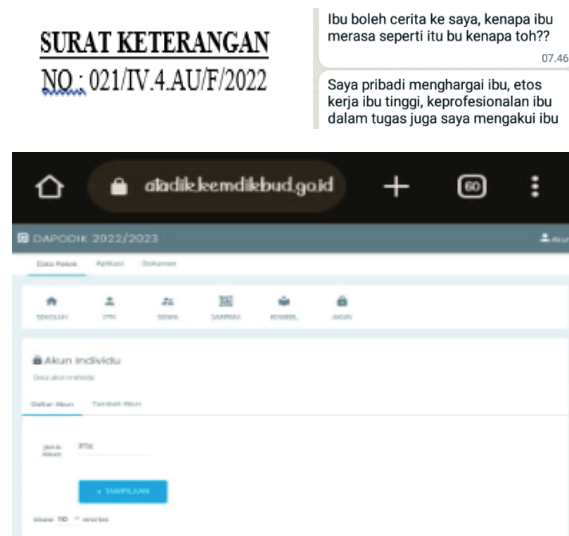 SURAT KETERANGAN
NO : 021/IV.4.AU/F/2022
Ibu boleh cerita ke saya, kenapa ibu
merasa seperti itu bu kenapa toh??
07.46
Saya pribadi menghargai ibu, etos
kerja ibu tinggi, keprofesionalan ibu
dalam tugas juga saya mengakui ibu
kemdikbud.go.id
60
DAPODIK 2022/2023
Akun
Data Pokok Aplikasi Dokumen
SEKOLAH PTK SISWA SARPRAS ROMBEL AKUN
Akun Individu
Data akun individu
Daftar Akun Tambah Akun
Jenis PTK
Akun
+ TAMPILKAN
Show 10 entries